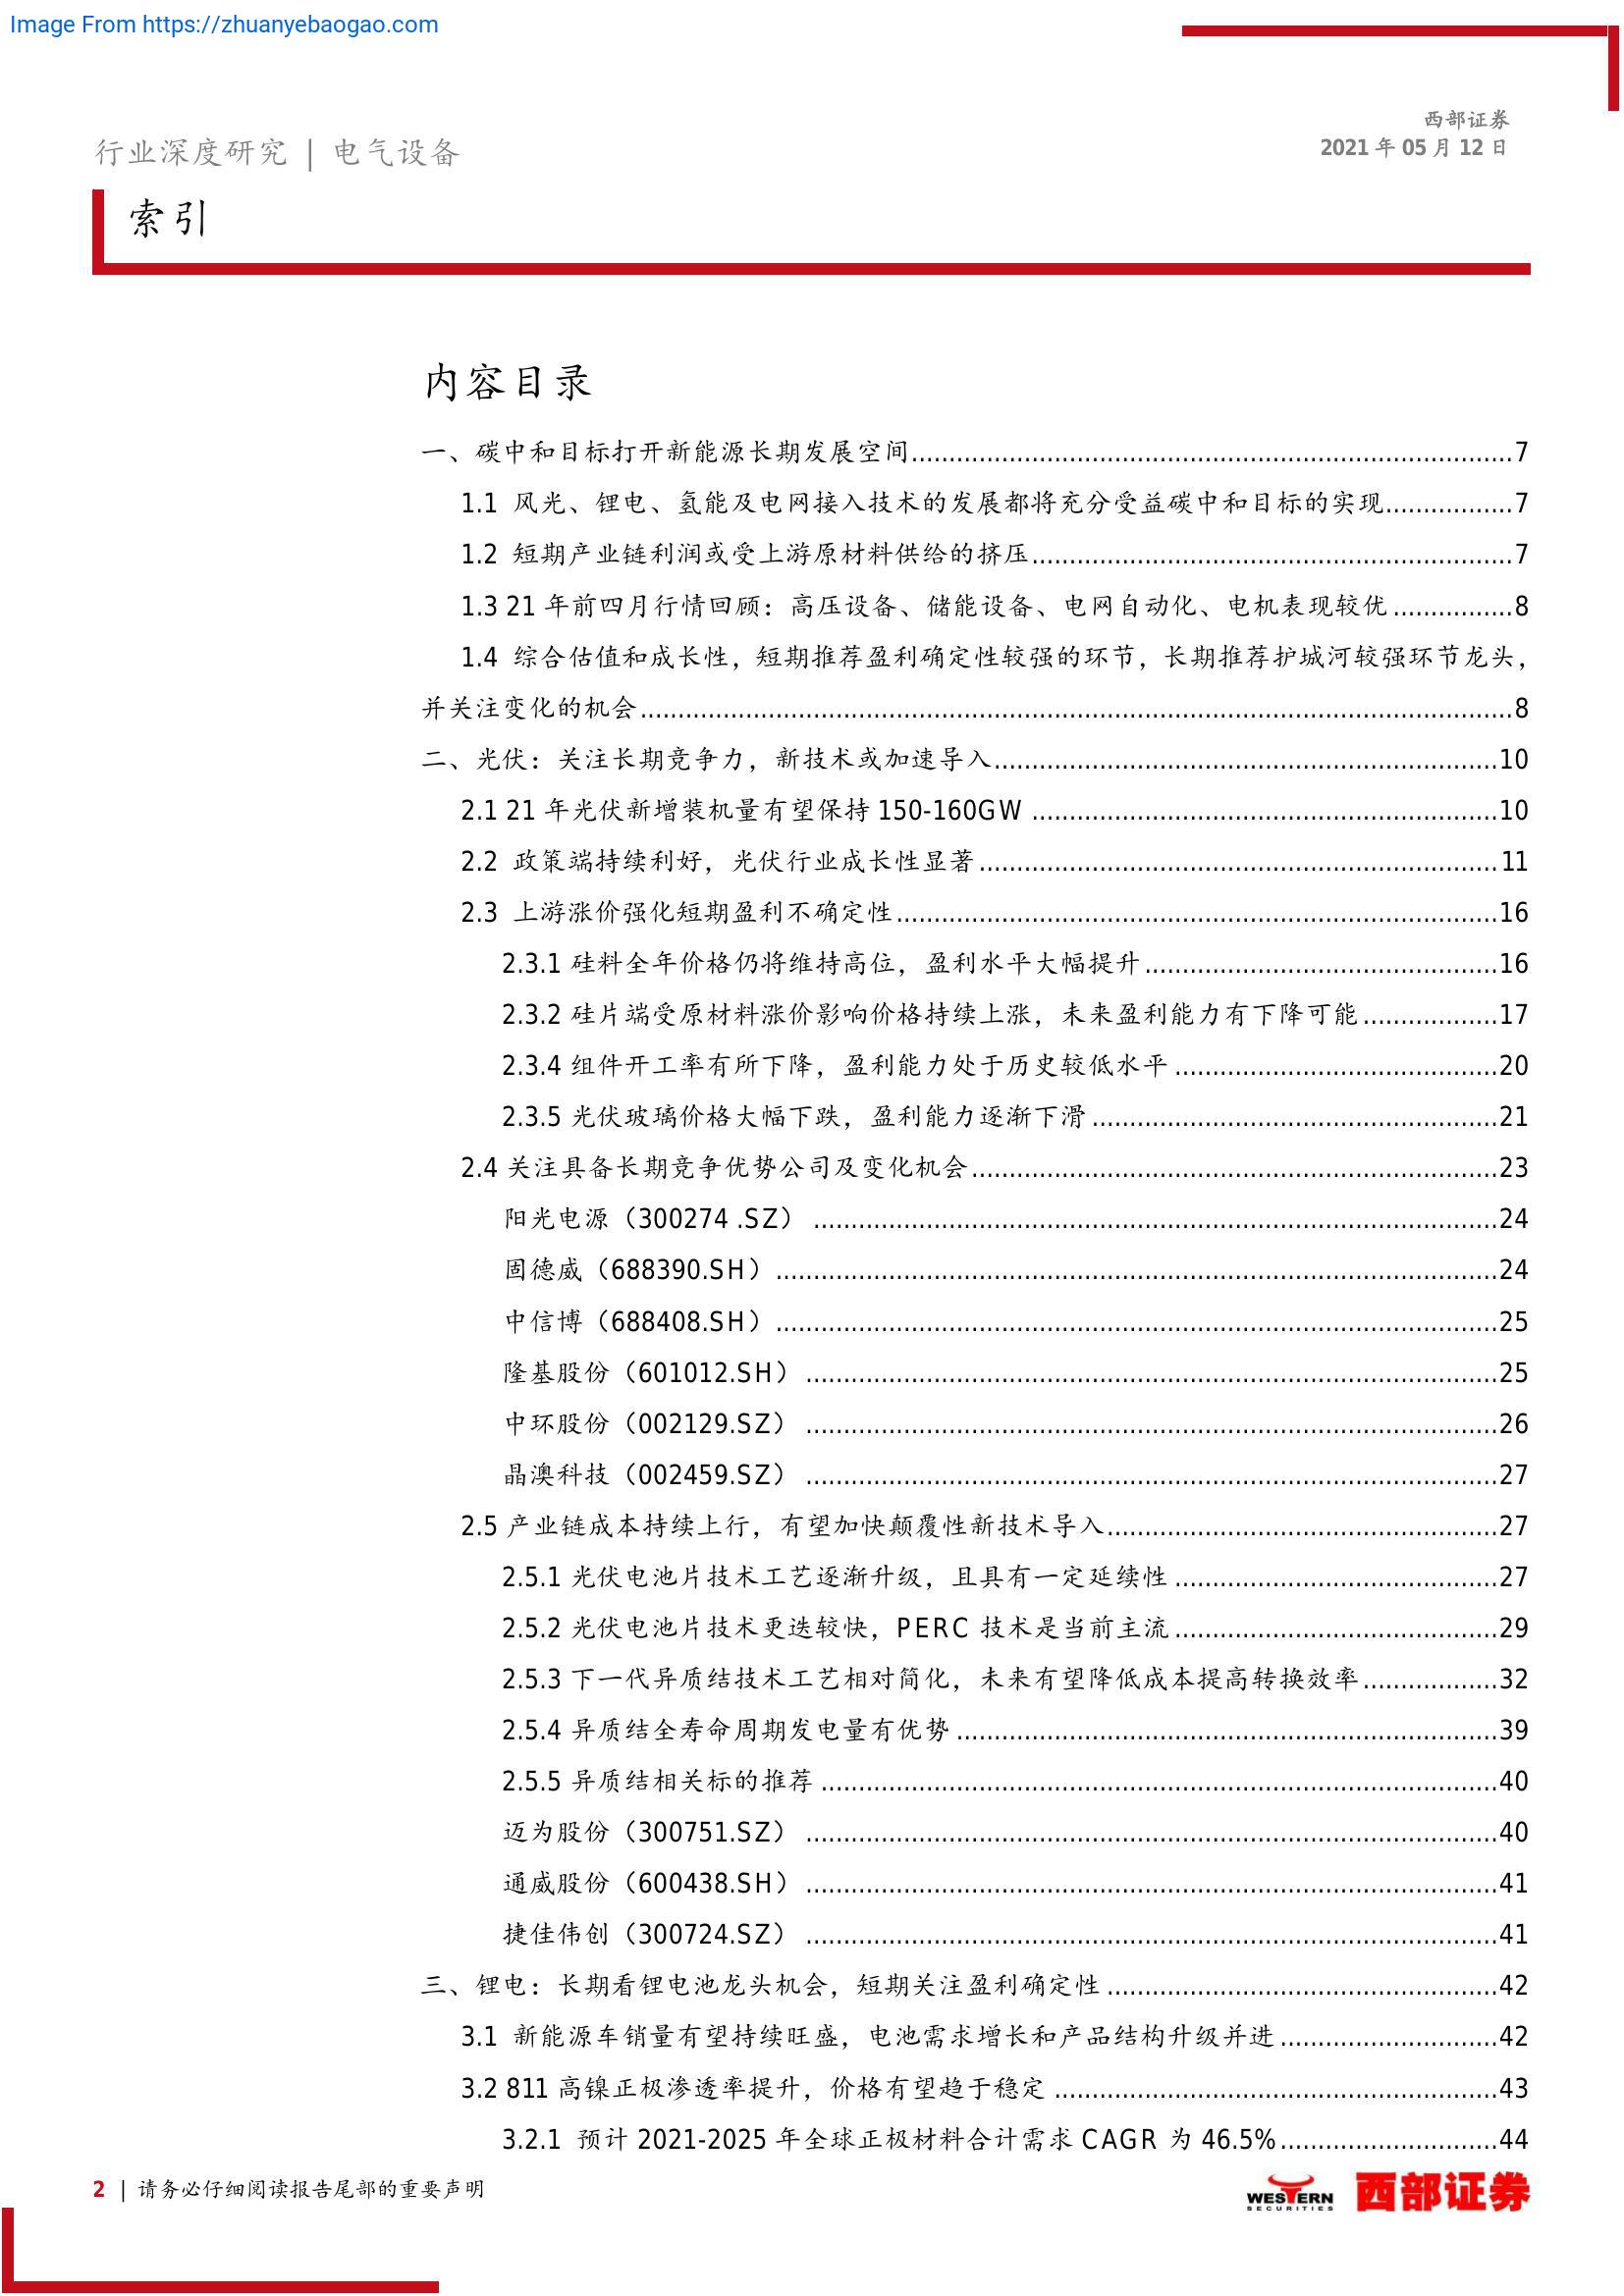 Image From https://zhuanyebaogao.com
西部证券
2021 年 05 月 12 日
行业深度研究 | 电气设备
索引
内容目录
一、碳中和目标打开新能源长期发展空间................................................................................7
1.1 风光、锂电、氢能及电网接入技术的发展都将充分受益碳中和目标的实现.................7
1.2 短期产业链利润或受上游原材料供给的挤压................................................................7
1.3 21 年前四月行情回顾：高压设备、储能设备、电网自动化、电机表现较优................8
1.4 综合估值和成长性，短期推荐盈利确定性较强的环节，长期推荐护城河较强环节龙头，
并关注变化的机会....................................................................................................................8
二、光伏：关注长期竞争力，新技术或加速导入...................................................................10
2.1 21 年光伏新增装机量有望保持 150-160GW ..............................................................10
2.2 政策端持续利好，光伏行业成长性显著.....................................................................11
2.3 上游涨价强化短期盈利不确定性................................................................................16
2.3.1 硅料全年价格仍将维持高位，盈利水平大幅提升...............................................16
2.3.2 硅片端受原材料涨价影响价格持续上涨，未来盈利能力有下降可能..................17
2.3.4 组件开工率有所下降，盈利能力处于历史较低水平...........................................20
2.3.5 光伏玻璃价格大幅下跌，盈利能力逐渐下滑......................................................21
2.4 关注具备长期竞争优势公司及变化机会......................................................................23
阳光电源（300274 .SZ） ...........................................................................................24
固德威（688390.SH）................................................................................................24
中信博（688408.SH）................................................................................................25
隆基股份（601012.SH） ............................................................................................25
中环股份（002129.SZ） ............................................................................................26
晶澳科技（002459.SZ） ............................................................................................27
2.5 产业链成本持续上行，有望加快颠覆性新技术导入....................................................27
2.5.1 光伏电池片技术工艺逐渐升级，且具有一定延续性...........................................27
2.5.2 光伏电池片技术更迭较快，PERC 技术是当前主流...........................................29
2.5.3 下一代异质结技术工艺相对简化，未来有望降低成本提高转换效率..................32
2.5.4 异质结全寿命周期发电量有优势........................................................................39
2.5.5 异质结相关标的推荐..........................................................................................40
迈为股份（300751.SZ） ............................................................................................40
通威股份（600438.SH） ............................................................................................41
捷佳伟创（300724.SZ） ............................................................................................41
三、锂电：长期看锂电池龙头机会，短期关注盈利确定性....................................................42
3.1 新能源车销量有望持续旺盛，电池需求增长和产品结构升级并进.............................42
3.2 811 高镍正极渗透率提升，价格有望趋于稳定 ...........................................................43
3.2.1 预计 2021-2025 年全球正极材料合计需求 CAGR 为 46.5%.............................44
2 | 请务必仔细阅读报告尾部的重要声明
WESTERN
SECURITIES
西部证券